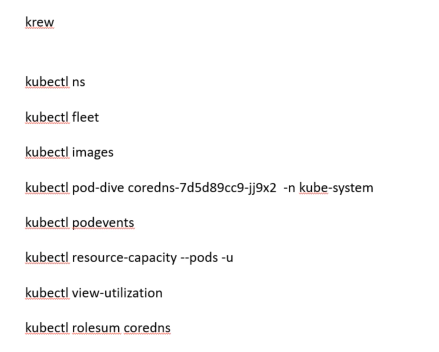 krew
kubectl ns
kubectl fleet
kubectl images
kubectl pod-dive coredns-7d5d89cc9-jj9x2  -n kube-system
kubectl podevents
kubectl resource-capacity --pods -u
kubectl view-utilization
kubectl rolesum coredns